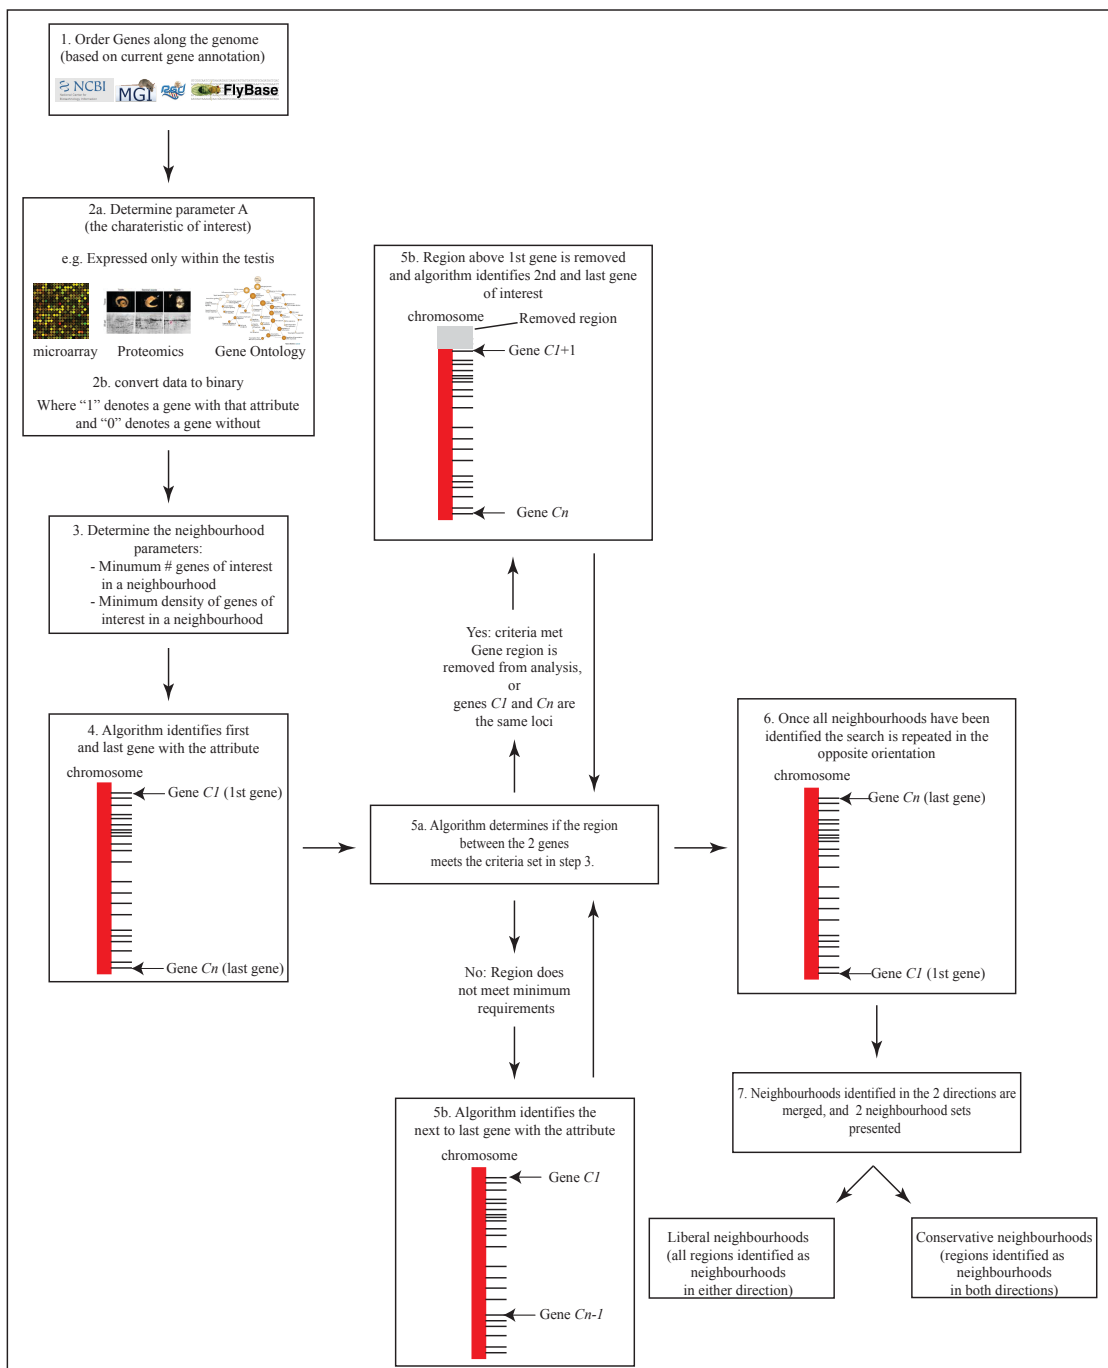 1. Order Genes along the genome
(based on current gene annotation)
NCBI
MGI
RGD
FlyBase
2a. Determine parameter A
(the charateristic of interest)
e.g. Expressed only within the testis
microarray
Proteomics
Gene Ontology
2b. convert data to binary
Where “1” denotes a gene with that attribute
and “0” denotes a gene without
3. Determine the neighbourhood
parameters:
- Minumum # genes of interest
in a neighbourhood
- Minimum density of genes of
interest in a neighbourhood
4. Algorithm identifies first
and last gene with the attribute
chromosome
Gene C1 (1st gene)
Gene Cn (last gene)
5b. Region above 1st gene is removed
and algorithm identifies 2nd and last gene
of interest
chromosome
Removed region
Gene C1+1
Gene Cn
Yes: criteria met
Gene region is
removed from analysis,
or
genes C1 and Cn are
the same loci
5a. Algorithm determines if the region
between the 2 genes
meets the criteria set in step 3.
No: Region does
not meet minimum
requirements
5b. Algorithm identifies the
next to last gene with the attribute
chromosome
Gene C1
Gene Cn-1
6. Once all neighbourhoods have been
identified the search is repeated in the
opposite orientation
chromosome
Gene Cn (last gene)
Gene C1 (1st gene)
7. Neighbourhoods identified in the 2 directions are
merged, and 2 neighbourhood sets
presented
Liberal neighbourhoods
(all regions identified as
neighbourhoods
in either direction)
Conservative neighbourhoods
(regions identified as
neighbourhoods
in both directions)